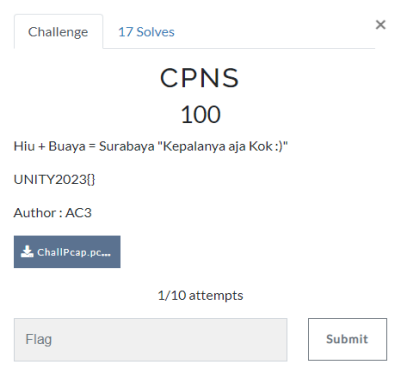 Challenge
17 Solves
×
CPNS
100
Hiu + Buaya = Surabaya "Kepalanya aja Kok :)"
UNITY2023{}
Author : AC3
ChallPcap.pc...
1/10 attempts
Flag
Submit